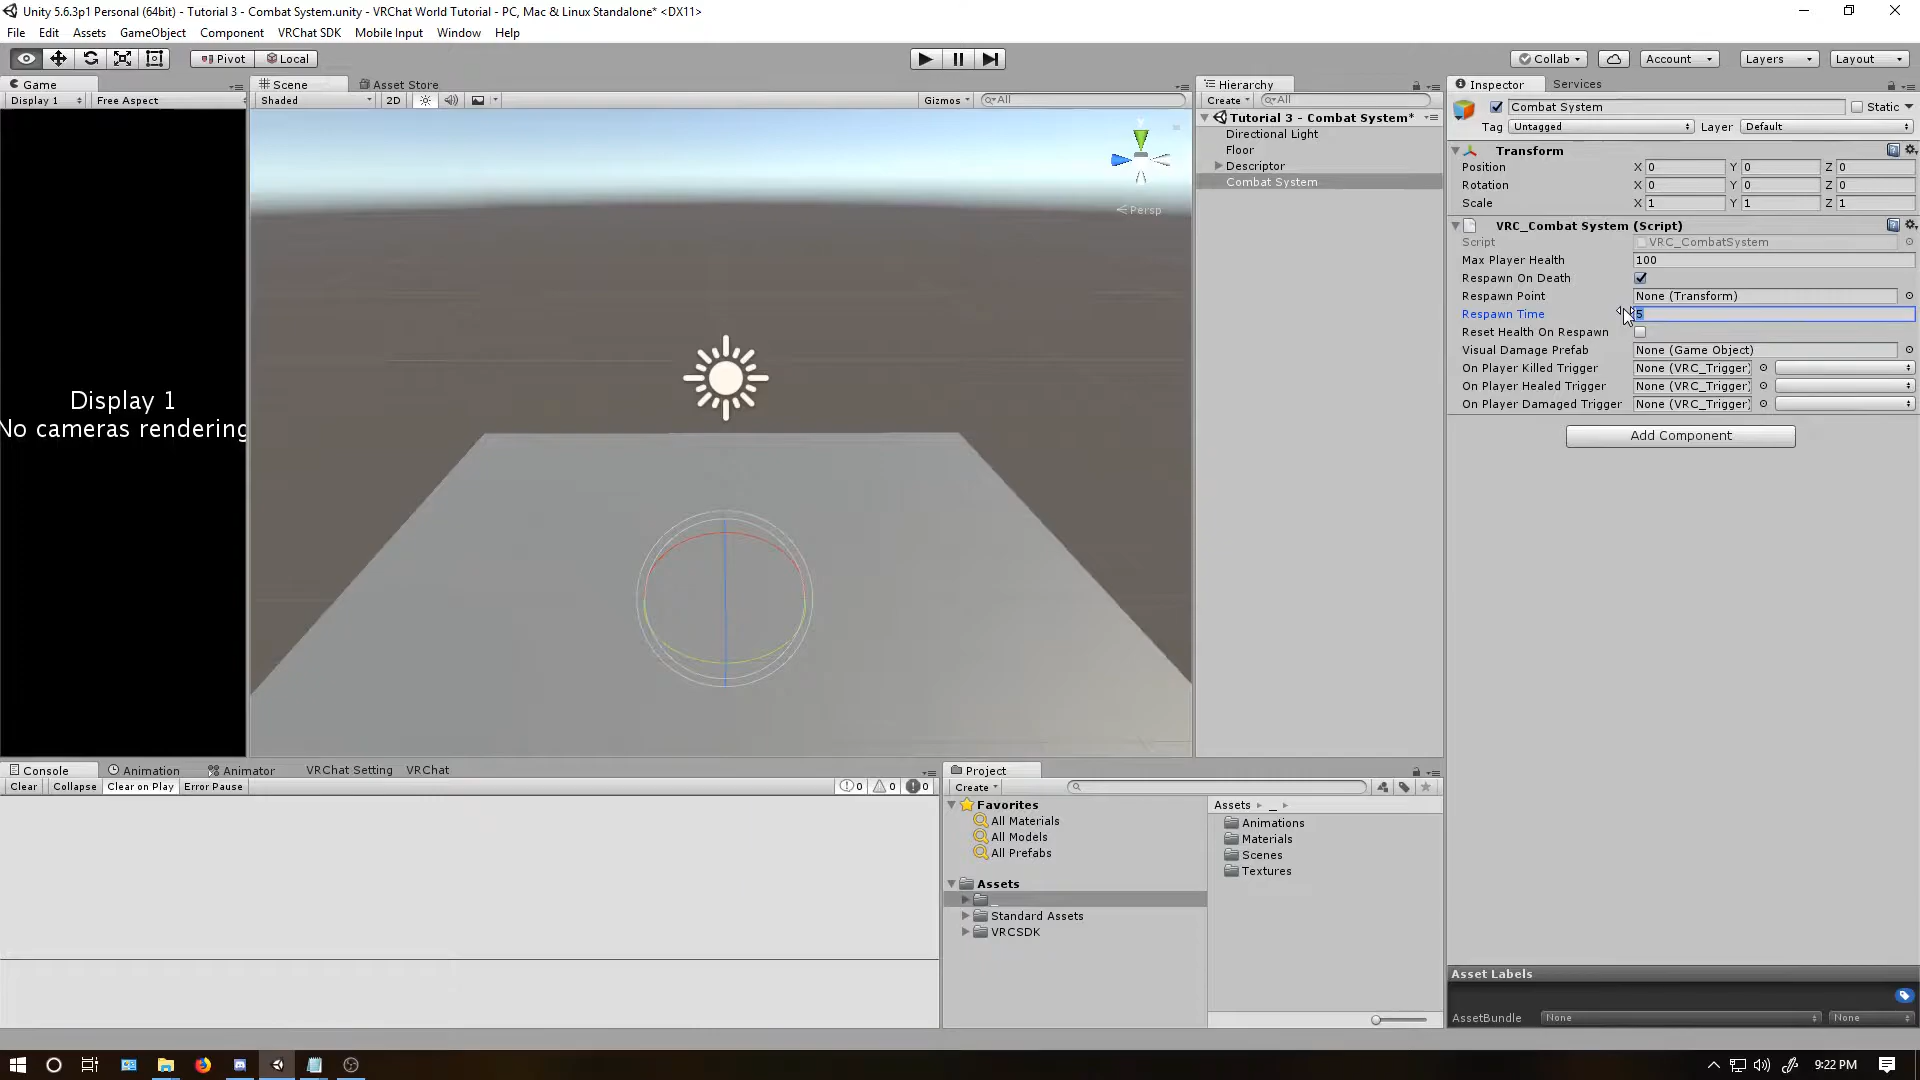 Unity 5.6.3p1 Personal (64bit) - Tutorial 3 - Combat System.unity - VRChat World Tutorial - PC, Mac & Linux Standalone* <DX11>
File Edit Assets GameObject Component VRChat SDK Mobile Input Window Help
Pivot Local Collab Account Layers Layout
Game Scene Asset Store Hierarchy Inspector Services
Display 1 Free Aspect Shaded 2D Gizmos All Create All
Combat System Static
Tag Untagged Layer Default
Tutorial 3 - Combat System*
Directional Light
Floor
Descriptor
Combat System
Y
Persp
Transform
Position X 0 Y 0 Z 0
Rotation X 0 Y 0 Z 0
Scale X 1 Y 1 Z 1
VRC_Combat System (Script)
Script VRC_CombatSystem
Max Player Health 100
Respawn On Death
Respawn Point None (Transform)
Respawn Time 5
Reset Health On Respawn
Visual Damage Prefab None (Game Object)
On Player Killed Trigger None (VRC_Trigger)
On Player Healed Trigger None (VRC_Trigger)
On Player Damaged Trigger None (VRC_Trigger)
Add Component
Display 1
No cameras rendering
Console Animation Animator VRChat Setting VRChat
Clear Collapse Clear on Play Error Pause 0 0 0
Project
Create
Favorites
All Materials
All Models
All Prefabs
Assets
_
Standard Assets
VRCSDK
Assets _
Animations
Materials
Scenes
Textures
Asset Labels
AssetBundle None None
9:22 PM